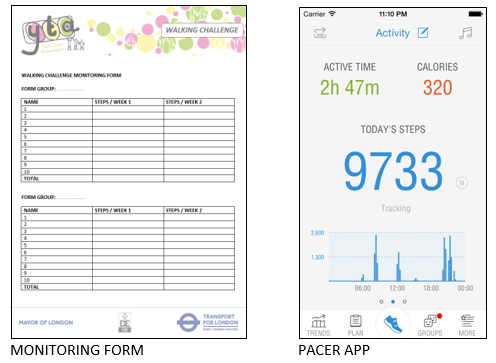 yta
WALKING CHALLENGE
WALKING CHALLENGE MONITORING FORM
FORM GROUP: ..................
NAME STEPS / WEEK 1 STEPS / WEEK 2
1
2
3
4
5
6
7
8
9
10
TOTAL
FORM GROUP: ..................
NAME STEPS / WEEK 1 STEPS / WEEK 2
1
2
3
4
5
6
7
8
9
10
TOTAL
MAYOR OF LONDON
TRANSPORT
FOR LONDON
MONITORING FORM
Carrier 11:10 PM
Activity
ACTIVE TIME CALORIES
2h 47m 320
TODAY'S STEPS
9733
Tracking
2,600
1,300
06:00 12:00 18:00 00:00
TRENDS PLAN GROUPS MORE
PACER APP